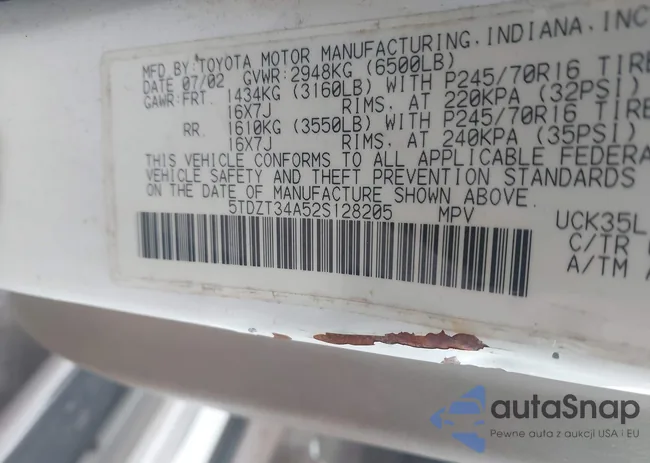 MFD.BY:TOYOTA MOTOR MANUFACTURING,INDIANA,INC
DATE 07/02 GVWR:2948KG (6500LB)
GAWR:FRT. 1434KG (3160LB) WITH P245/70R16 TIRE
16X7J RIMS. AT 220KPA (32PSI)
RR. 1610KG (3550LB) WITH P245/70R16 TIRE
16X7J RIMS. AT 240KPA (35PSI)
THIS VEHICLE CONFORMS TO ALL APPLICABLE FEDERA
VEHICLE SAFETY AND THEFT PREVENTION STANDARDS
ON THE DATE OF MANUFACTURE SHOWN ABOVE.
5TDZT34A52S128205 MPV
UCK35L
C/TR
A/TM
autaSnap
Pewne auta z aukcji USA i EU